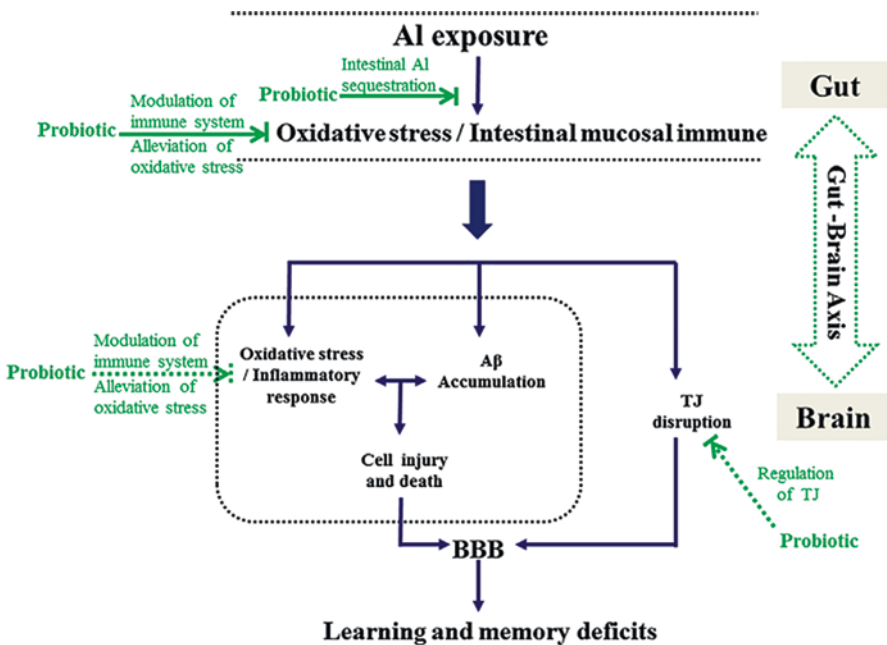 Al exposure
Intestinal Al
sequestration
Probiotic
Modulation of
immune system
Probiotic
Alleviation of
oxidative stress
Oxidative stress / Intestinal mucosal immune
Gut
Gut -Brain Axis
Brain
Modulation of
immune system
Probiotic
Alleviation of
oxidative stress
Oxidative stress
/ Inflammatory
response
Aβ
Accumulation
TJ
disruption
Cell injury
and death
Regulation
of TJ
Probiotic
BBB
Learning and memory deficits